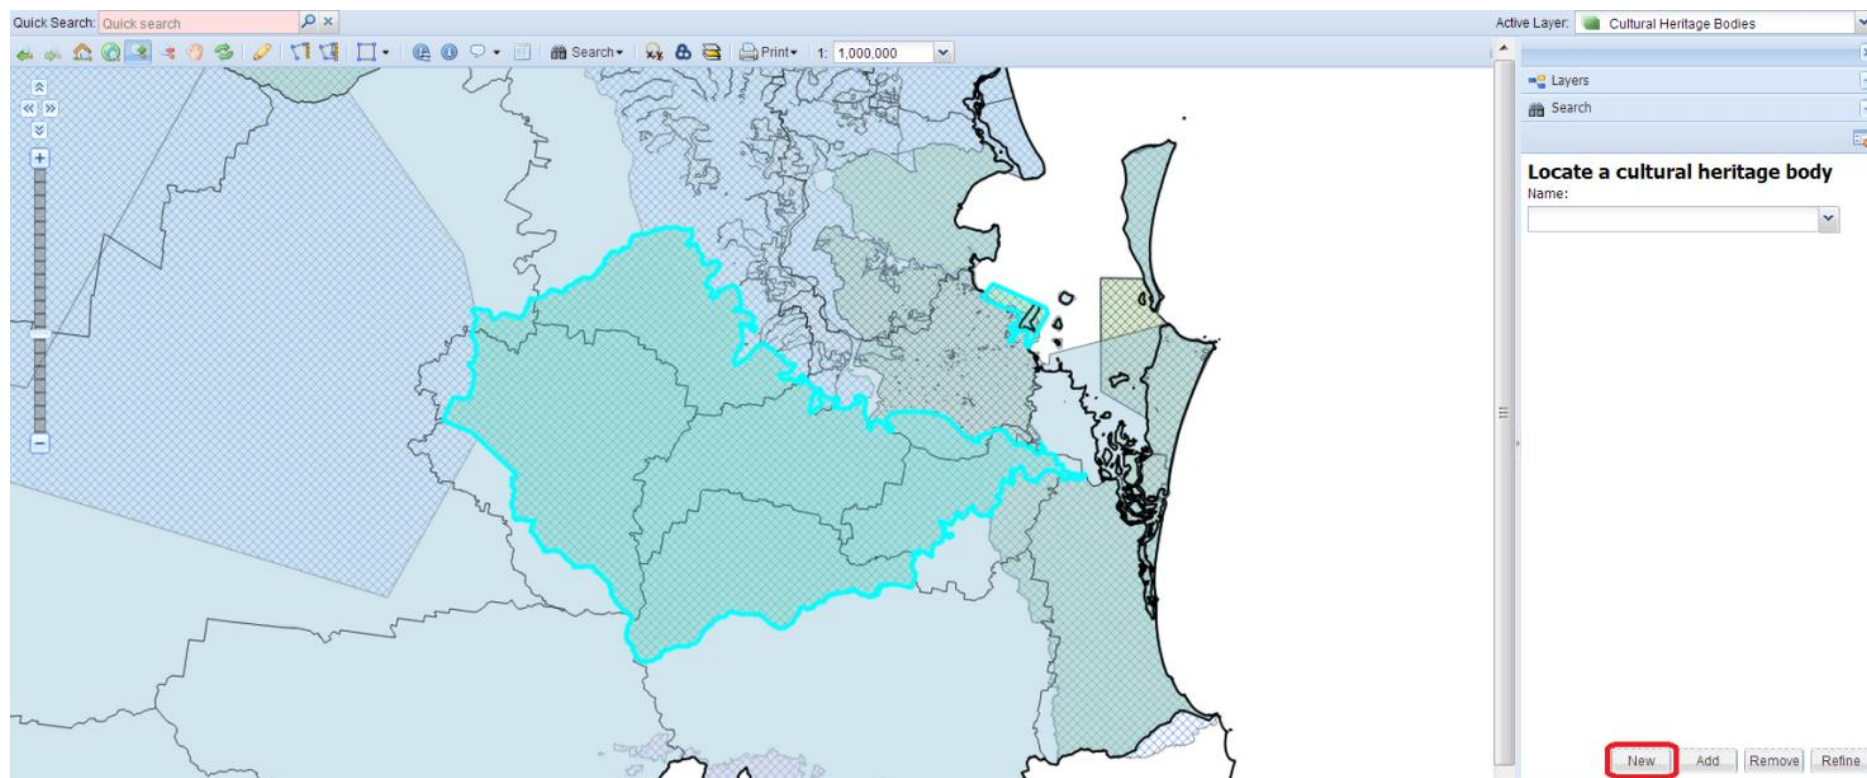 Quick Search: Quick search
Active Layer: Cultural Heritage Bodies
Search
Print
1: 1,000,000
Layers
Search
Locate a cultural heritage body
Name:
New Add Remove Refine